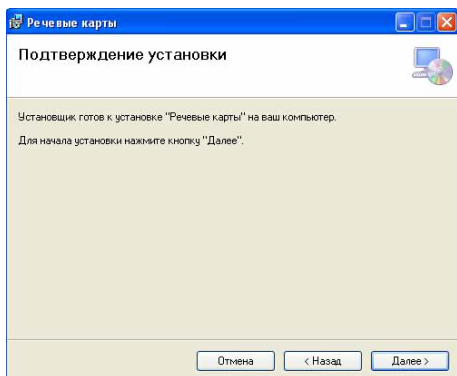 Речевые карты
Подтверждение установки
Установщик готов к установке "Речевые карты" на ваш компьютер.
Для начала установки нажмите кнопку "Далее".
Отмена
< Назад
Далее >